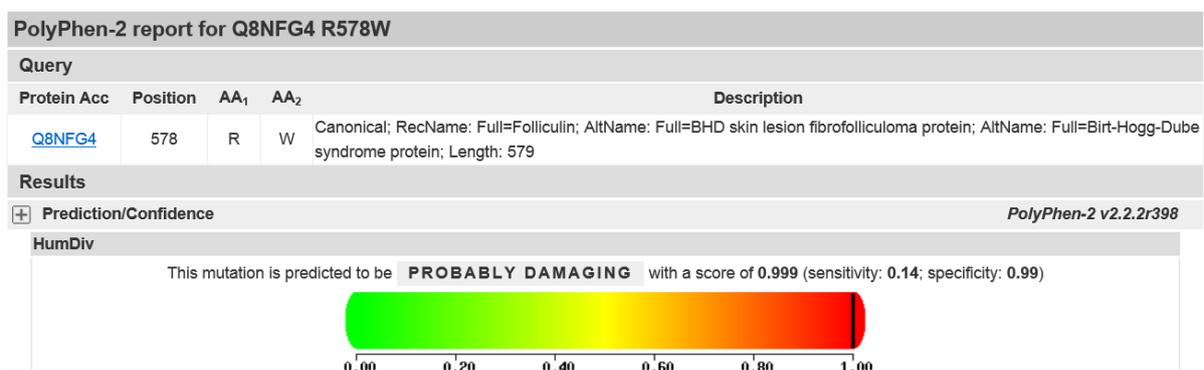 PolyPhen-2 report for Q8NFG4 R578W
Query
Protein Acc Position AA₁ AA₂ Description
Q8NFG4 578 R W Canonical; RecName: Full=Folliculin; AltName: Full=BHD skin lesion fibrofolliculoma protein; AltName: Full=Birt-Hogg-Dube
syndrome protein; Length: 579
Results
+ Prediction/Confidence PolyPhen-2 v2.2.2r398
HumDiv
This mutation is predicted to be PROBABLY DAMAGING with a score of 0.999 (sensitivity: 0.14; specificity: 0.99)
0.00 0.20 0.40 0.60 0.80 1.00